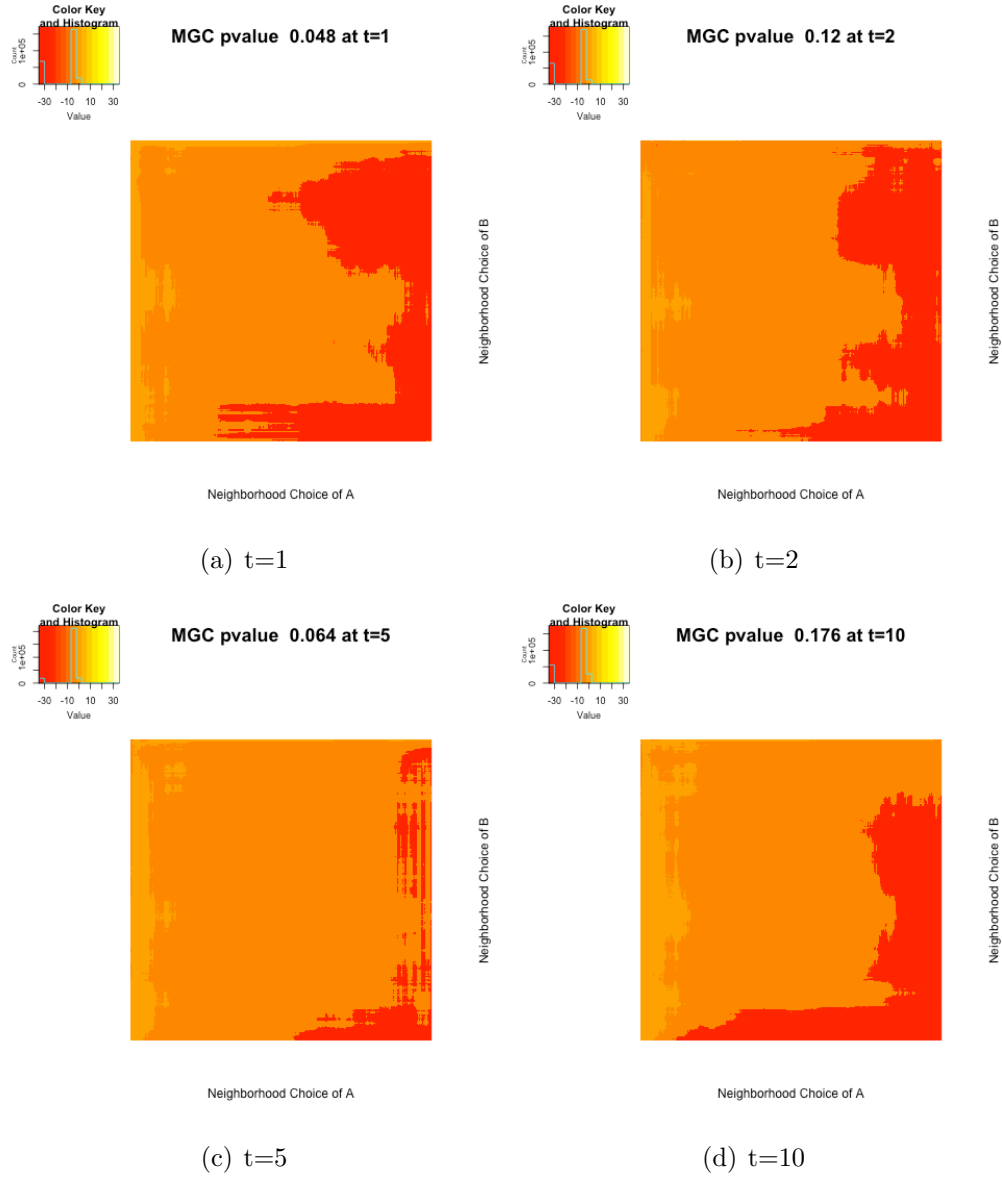 Color Key
and Histogram
MGC pvalue 0.048 at t=1
Count
0 1e+05
-30 -10 10 30
Value
Neighborhood Choice of B
Neighborhood Choice of A
(a) t=1
Color Key
and Histogram
MGC pvalue 0.12 at t=2
Count
0 1e+05
-30 -10 10 30
Value
Neighborhood Choice of B
Neighborhood Choice of A
(b) t=2
Color Key
and Histogram
MGC pvalue 0.064 at t=5
Count
0 1e+05
-30 -10 10 30
Value
Neighborhood Choice of B
Neighborhood Choice of A
(c) t=5
Color Key
and Histogram
MGC pvalue 0.176 at t=10
Count
0 1e+05
-30 -10 10 30
Value
Neighborhood Choice of B
Neighborhood Choice of A
(d) t=10